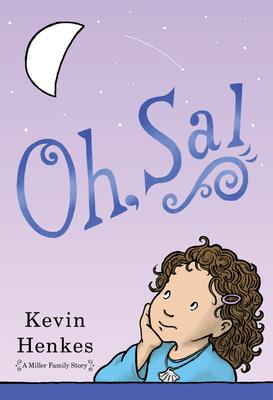 Oh, Sal
Kevin
Henkes
A Miller Family Story